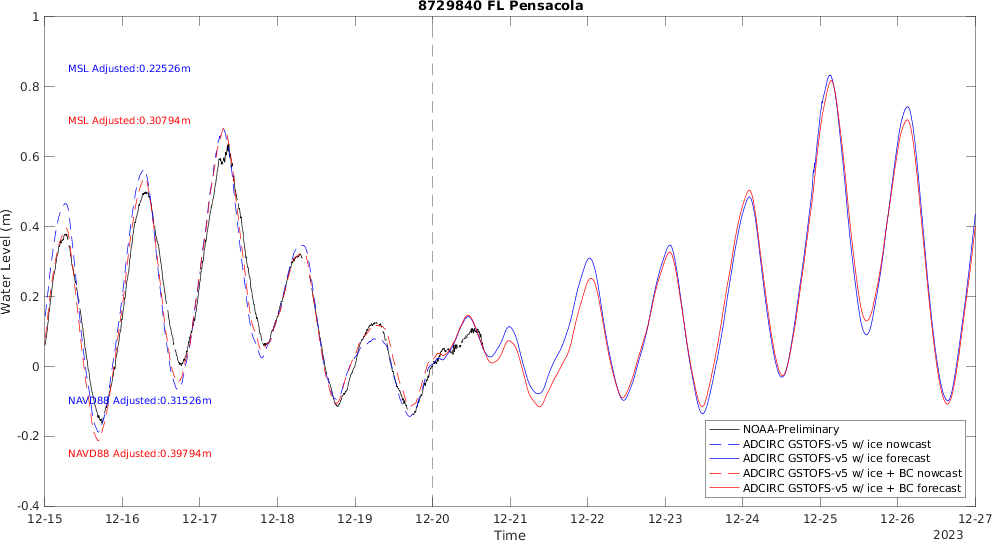 8729840 FL Pensacola
1
0.8
0.6
0.4
0.2
0
-0.2
-0.4
Water Level (m)
MSL Adjusted:0.22526m
MSL Adjusted:0.30794m
NAVD88 Adjusted:0.31526m
NAVD88 Adjusted:0.39794m
NOAA-Preliminary
ADCIRC GSTOFS-v5 w/ ice nowcast
ADCIRC GSTOFS-v5 w/ ice forecast
ADCIRC GSTOFS-v5 w/ ice + BC nowcast
ADCIRC GSTOFS-v5 w/ ice + BC forecast
12-15 12-16 12-17 12-18 12-19 12-20 12-21 12-22 12-23 12-24 12-25 12-26 12-27
Time
2023